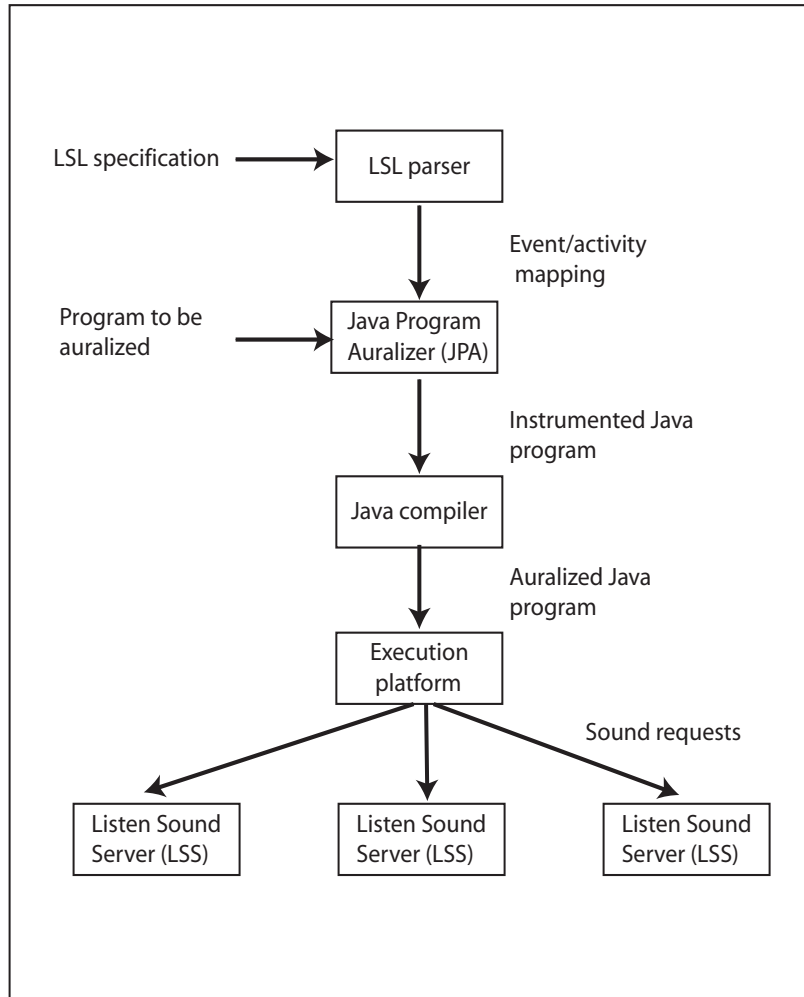 LSL specification
LSL parser
Event/activity
mapping
Program to be
auralized
Java Program
Auralizer (JPA)
Instrumented Java
program
Java compiler
Auralized Java
program
Execution
platform
Sound requests
Listen Sound
Server (LSS)
Listen Sound
Server (LSS)
Listen Sound
Server (LSS)